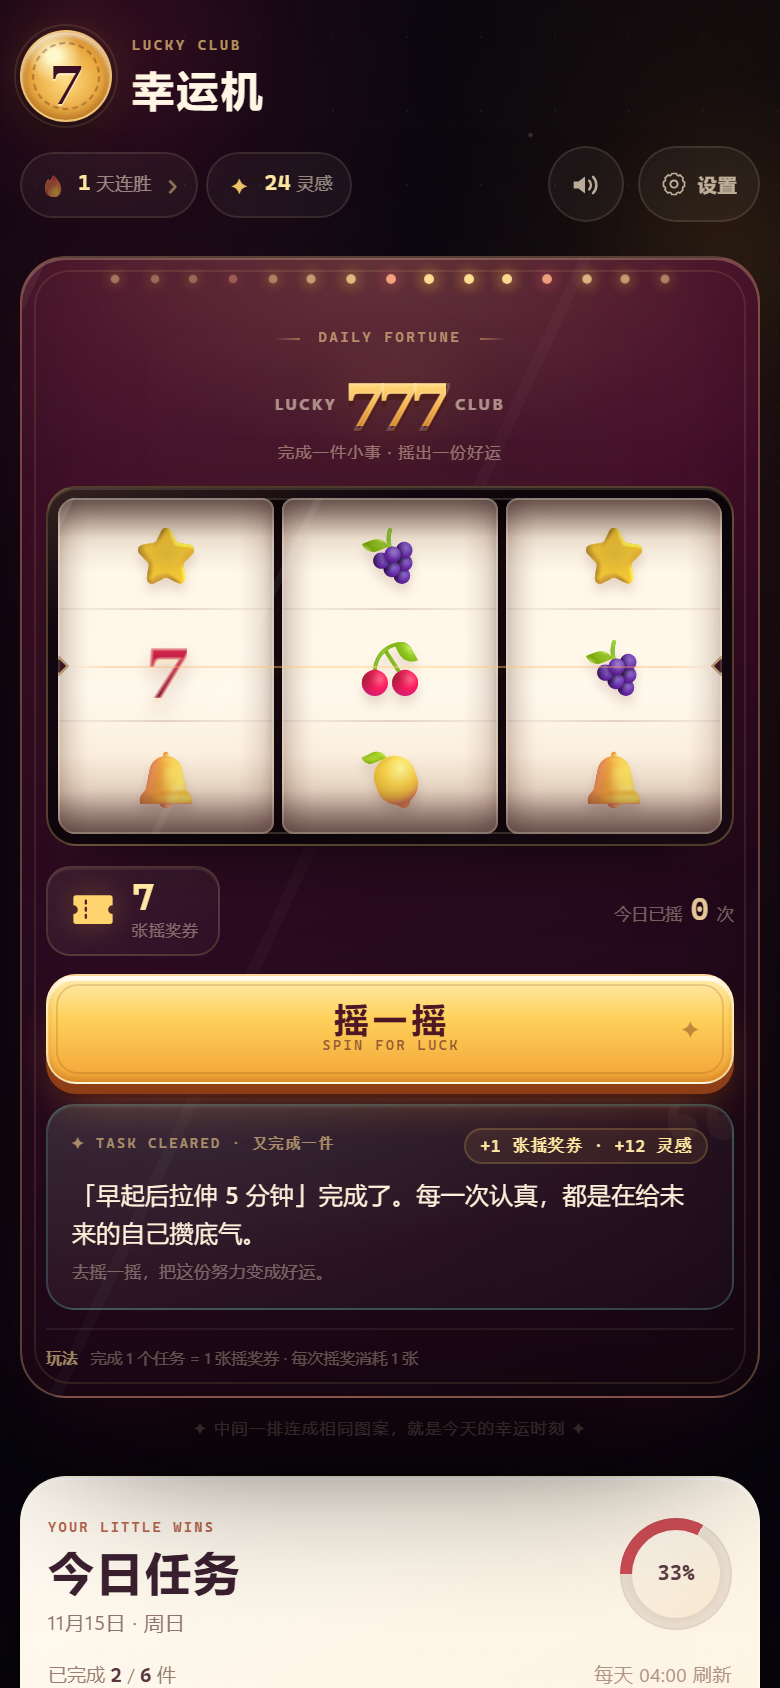 7
LUCKY CLUB
幸运机
1 天连胜
24 灵感
设置
DAILY FORTUNE
LUCKY 777 CLUB
完成一件小事 · 摇出一份好运
7
7
张摇奖券
今日已摇 0 次
摇一摇
SPIN FOR LUCK
TASK CLEARED · 又完成一件
+1 张摇奖券 · +12 灵感
「早起后拉伸 5 分钟」完成了。每一次认真，都是在给未
来的自己攒底气。
去摇一摇，把这份努力变成好运。
玩法 完成 1 个任务 = 1 张摇奖券 · 每次摇奖消耗 1 张
中间一排连成相同图案，就是今天的幸运时刻
YOUR LITTLE WINS
今日任务
33%
11月15日 · 周日
已完成 2 / 6 件
每天 04:00 刷新